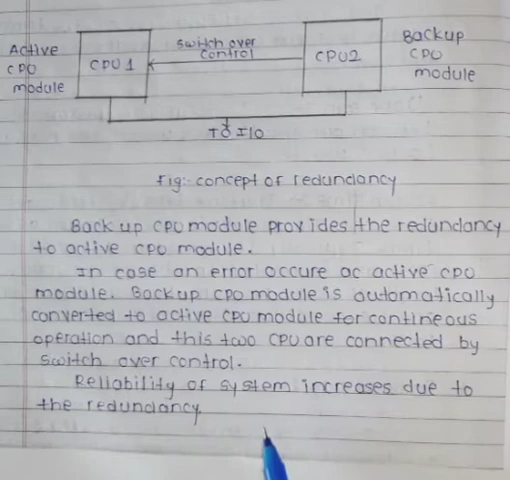 Active CPU module
CPU1
Switch over control
CPU2
Backup CPU module
To I/O
Fig:- concept of redundancy
Back up CPU module provides the redundancy
to active CPU module.
In case an error occure ac active CPU
module. Backup CPU module is automatically
converted to active CPU module for contineous
operation and this two CPU are connected by
switch over control.
Reliability of system increases due to
the redundancy